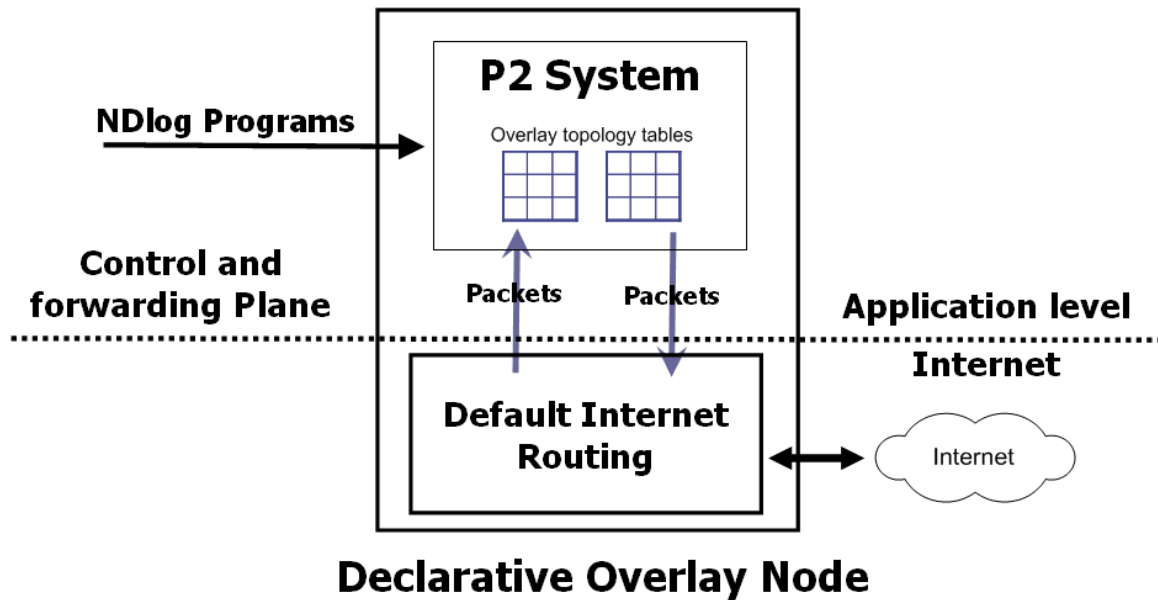 P2 System
NDlog Programs
Overlay topology tables
Control and
forwarding Plane
Packets
Packets
Application level
Internet
Default Internet
Routing
Internet
Declarative Overlay Node